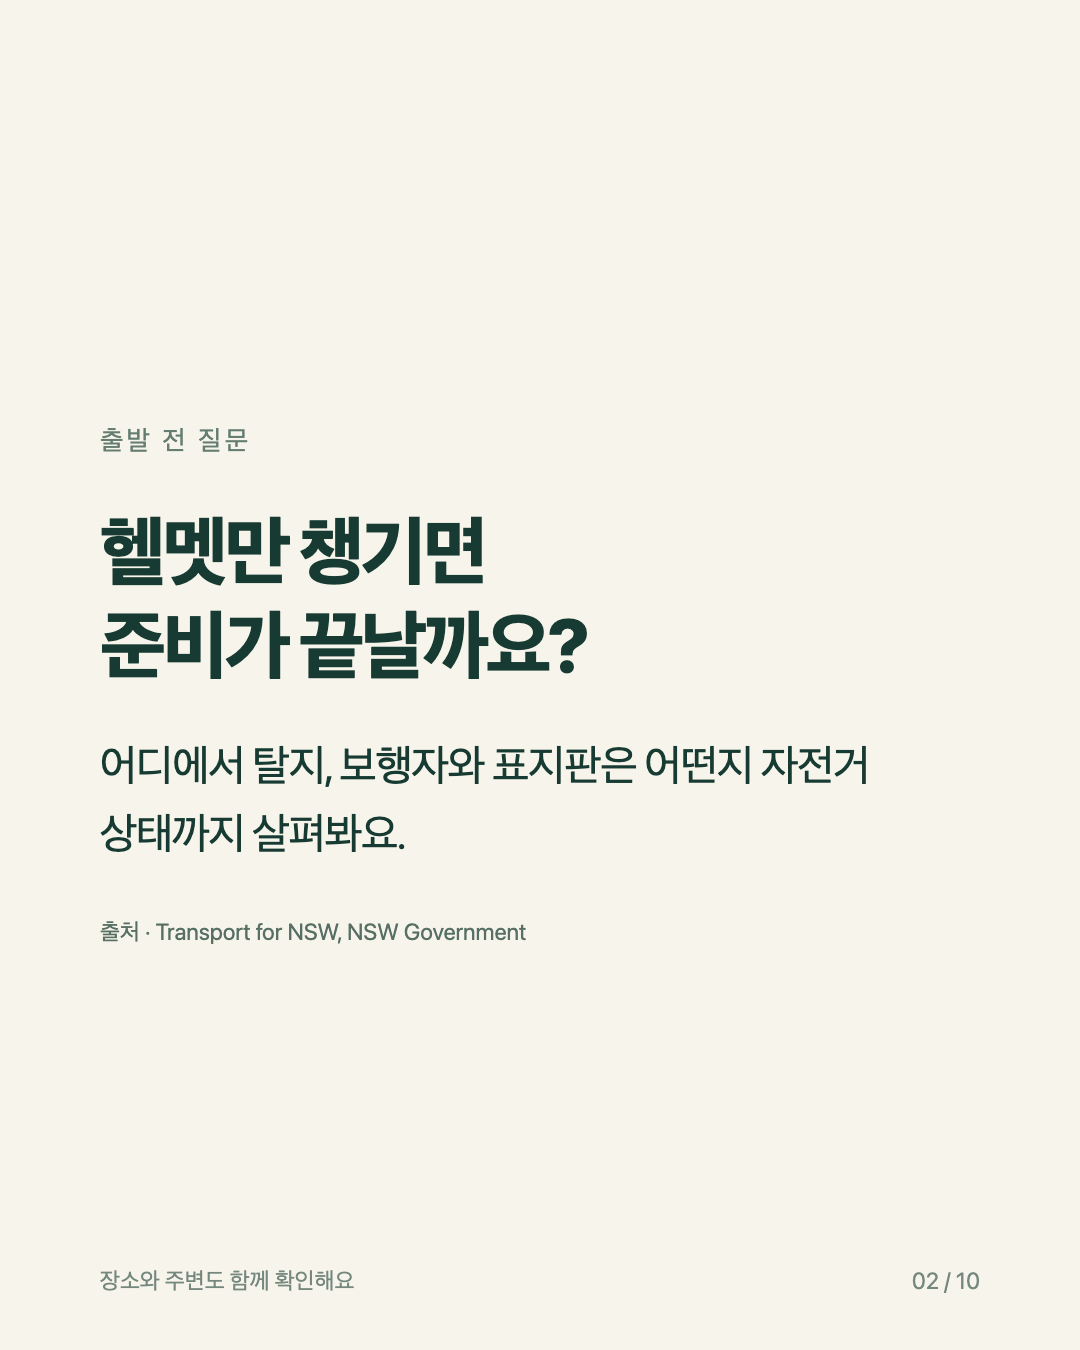 출발 전 질문
헬멧만 챙기면
준비가 끝날까요?
어디에서 탈지, 보행자와 표지판은 어떤지 자전거
상태까지 살펴봐요.
출처 · Transport for NSW, NSW Government
장소와 주변도 함께 확인해요
02 / 10